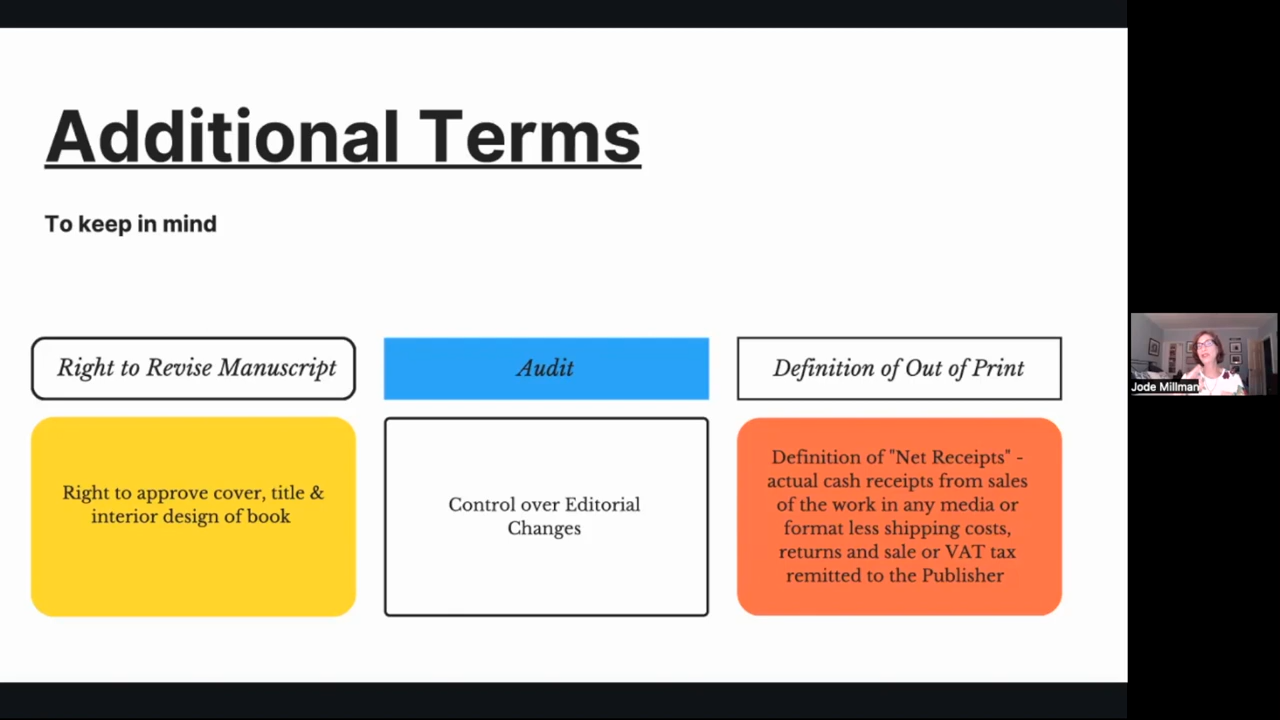 Additional Terms
To keep in mind
Right to Revise Manuscript
Audit
Definition of Out of Print
Right to approve cover, title &
interior design of book
Control over Editorial
Changes
Definition of "Net Receipts" -
actual cash receipts from sales
of the work in any media or
format less shipping costs,
returns and sale or VAT tax
remitted to the Publisher
Jode Millman